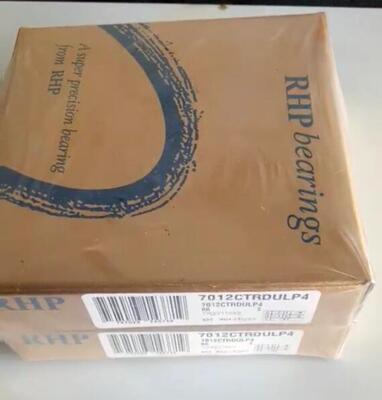 A super precision bearing
from RHP
RHP bearings
RHP
7012CTRDULP4
7012CTRDULP4
RHP
7012CTRDULP4
7012CTRDULP4